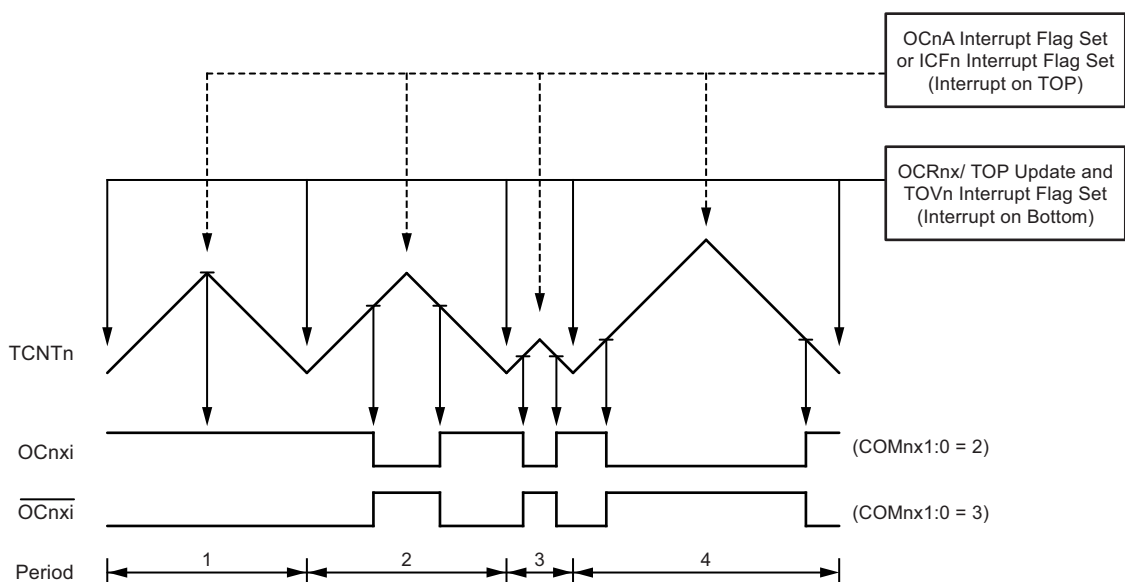 OCnA Interrupt Flag Set
or ICFn Interrupt Flag Set
(Interrupt on TOP)
OCRnx/ TOP Update and
TOVn Interrupt Flag Set
(Interrupt on Bottom)
TCNTn
OCnxi
(COMnx1:0 = 2)
OCnxi
(COMnx1:0 = 3)
Period
1
2
3
4